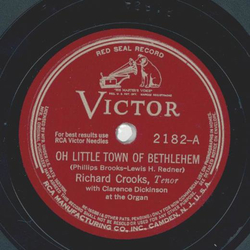 RED SEAL RECORD
"HIS MASTER'S VOICE"
VICTOR
For best results use
RCA Victor Needles
2182-A
OH LITTLE TOWN OF BETHLEHEM
(Phillips Brooks-Lewis H. Redner)
Richard Crooks, Tenor
with Clarence Dickinson
at the Organ
RCA MANUFACTURING CO., INC., CAMDEN, N. J., U.